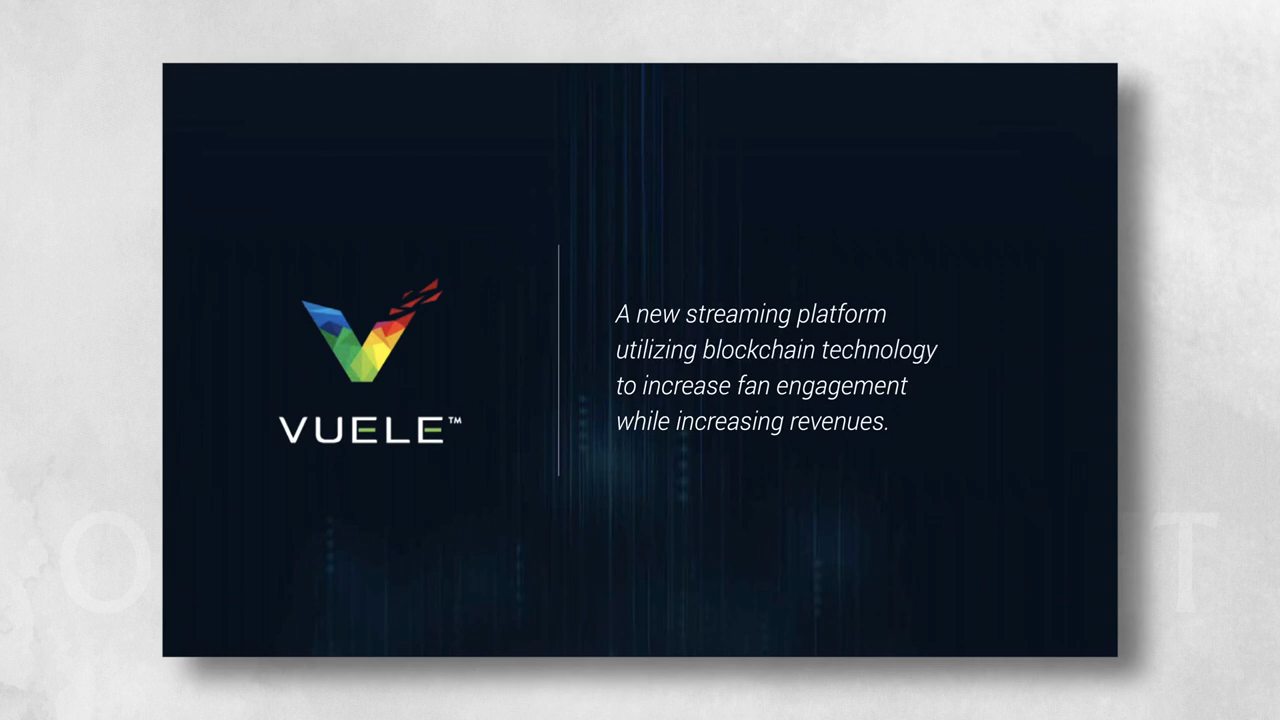 A new streaming platform
utilizing blockchain technology
to increase fan engagement
while increasing revenues.
VUELE™